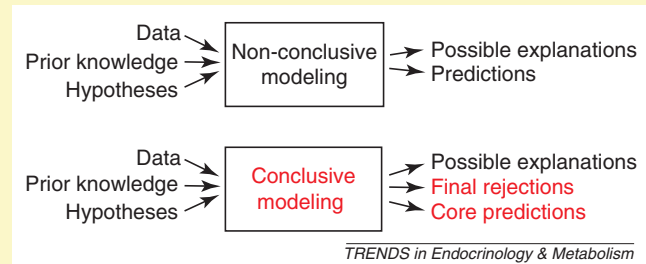 Data
Prior knowledge
Hypotheses
Non-conclusive
modeling
Possible explanations
Predictions
Data
Prior knowledge
Hypotheses
Conclusive
modeling
Possible explanations
Final rejections
Core predictions
TRENDS in Endocrinology & Metabolism